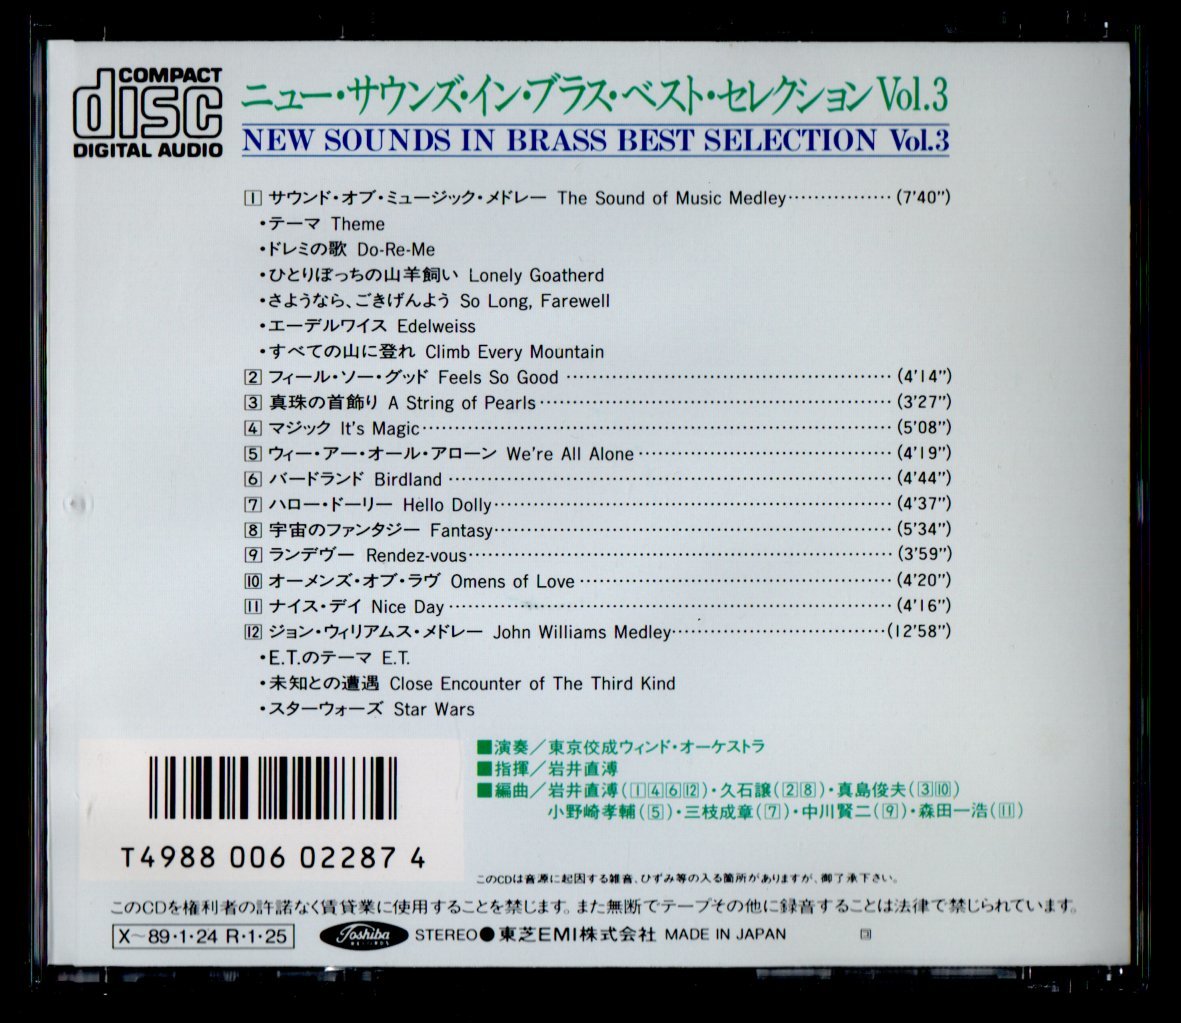 COMPACT
disc
DIGITAL AUDIO
ニュー・サウンズ・イン・ブラス・ベスト・セレクション Vol.3
NEW SOUNDS IN BRASS BEST SELECTION Vol.3
1 サウンド・オブ・ミュージック・メドレー The Sound of Music Medley················(7'40")
・テーマ Theme
・ドレミの歌 Do-Re-Me
・ひとりぼっちの山羊飼い Lonely Goatherd
・さようなら、ごきげんよう So Long, Farewell
・エーデルワイス Edelweiss
・すべての山に登れ Climb Every Mountain
2 フィール・ソー・グッド Feels So Good ················(4'14")
3 真珠の首飾り A String of Pearls················(3'27")
4 マジック It's Magic················(5'08")
5 ウィー・アー・オール・アローン We're All Alone················(4'19")
6 バードランド Birdland ················(4'44")
7 ハロー・ドーリー Hello Dolly················(4'37")
8 宇宙のファンタジー Fantasy················(5'34")
9 ランデヴー Rendez-vous················(3'59")
10 オーメンズ・オブ・ラヴ Omens of Love················(4'20")
11 ナイス・デイ Nice Day················(4'16")
12 ジョン・ウィリアムス・メドレー John Williams Medley················(12'58")
・E.T.のテーマ E.T.
・未知との遭遇 Close Encounter of The Third Kind
・スターウォーズ Star Wars
■演奏／東京佼成ウィンド・オーケストラ
■指揮／岩井直溥
■編曲／岩井直溥(1 4 6 12)・久石譲(2 8)・真島俊夫(3 10)
小野崎孝輔(5)・三枝成章(7)・中川賢二(9)・森田一浩(11)
T4988 006 02287 4
このCDは音源に起因する雑音、ひずみ等の入る箇所がありますが、御了承下さい。
このCDを権利者の許諾なく賃貸業に使用することを禁じます。また無断でテープその他に録音することは法律で禁じられています。
X〜89・1・24 R・1・25
Toshiba
RECORDS
STEREO●東芝EMI株式会社 MADE IN JAPAN